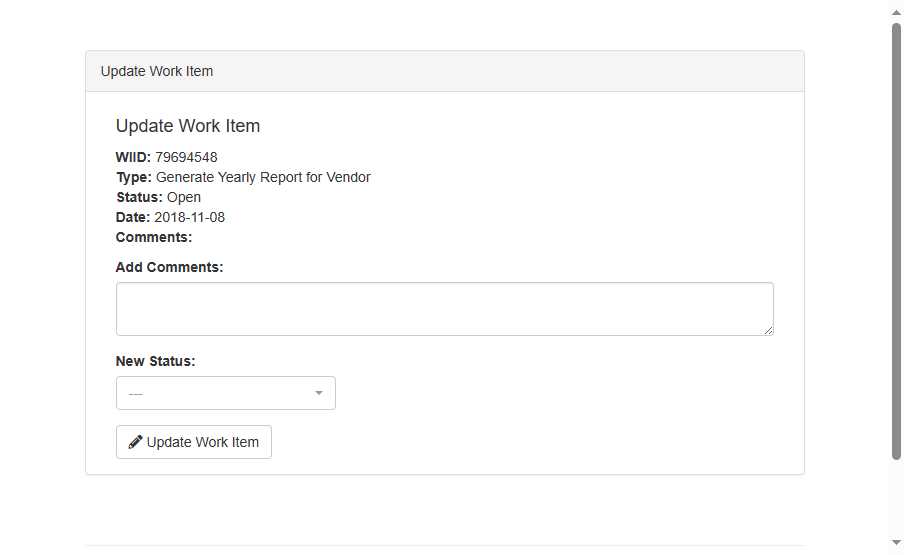 Update Work Item
Update Work Item
WIID: 79694548
Type: Generate Yearly Report for Vendor
Status: Open
Date: 2018-11-08
Comments:
Add Comments:
New Status:
---
Update Work Item